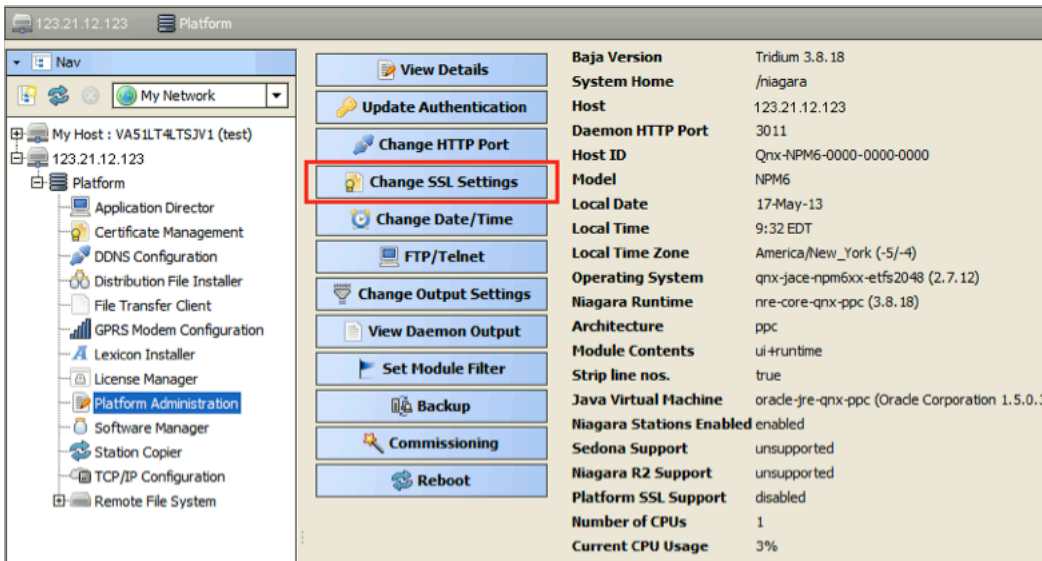 123.21.12.123 Platform
Nav
My Network
My Host : VA51LT4LTSJV1 (test)
123.21.12.123
Platform
Application Director
Certificate Management
DDNS Configuration
Distribution File Installer
File Transfer Client
GPRS Modem Configuration
Lexicon Installer
License Manager
Platform Administration
Software Manager
Station Copier
TCP/IP Configuration
Remote File System
View Details
Update Authentication
Change HTTP Port
Change SSL Settings
Change Date/Time
FTP/Telnet
Change Output Settings
View Daemon Output
Set Module Filter
Backup
Commissioning
Reboot
Baja Version Tridium 3.8.18
System Home /niagara
Host 123.21.12.123
Daemon HTTP Port 3011
Host ID Qnx-NPM6-0000-0000-0000
Model NPM6
Local Date 17-May-13
Local Time 9:32 EDT
Local Time Zone America/New_York (-5/-4)
Operating System qnx-jace-npm6xx-etfs2048 (2.7.12)
Niagara Runtime nre-core-qnx-ppc (3.8.18)
Architecture ppc
Module Contents ui+runtime
Strip line nos. true
Java Virtual Machine oracle-jre-qnx-ppc (Oracle Corporation 1.5.0.3
Niagara Stations Enabled enabled
Sedona Support unsupported
Niagara R2 Support unsupported
Platform SSL Support disabled
Number of CPUs 1
Current CPU Usage 3%